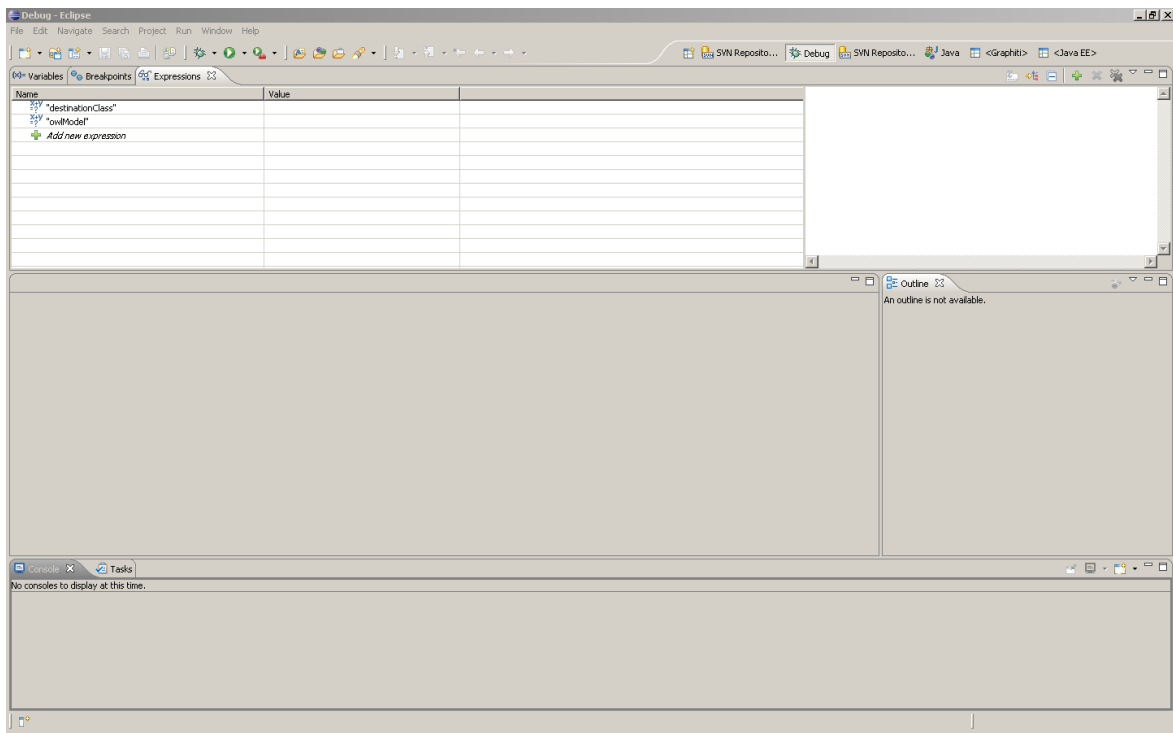 Debug - Eclipse
File Edit Navigate Search Project Run Window Help
SVN Reposito... Debug SVN Reposito... Java <Graphiti> <Java EE>
Variables Breakpoints Expressions
Name Value
"destinationClass"
"owlModel"
Add new expression
Outline
An outline is not available.
Console Tasks
No consoles to display at this time.